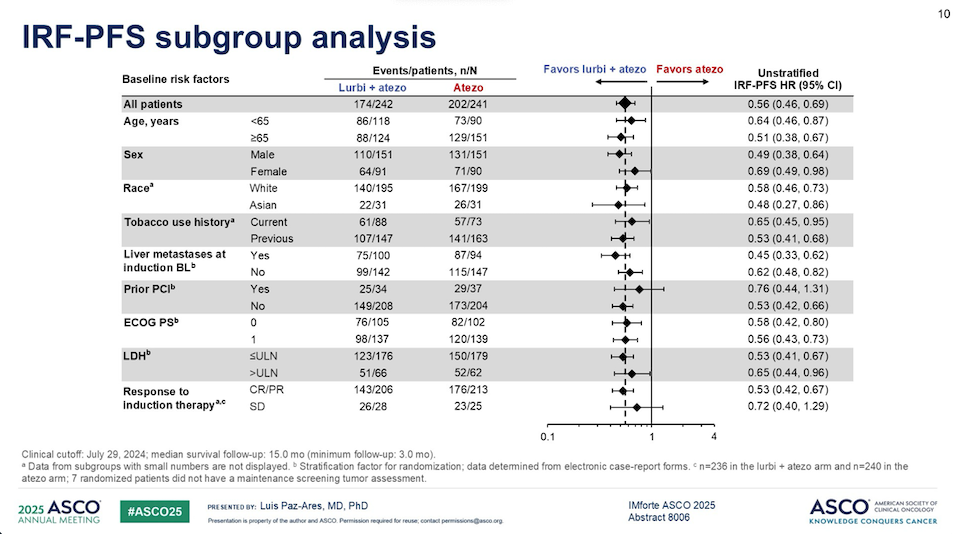 10
IRF-PFS subgroup analysis
Baseline risk factors
Events/patients, n/N
Lurbi + atezo Atezo
Favors lurbi + atezo Favors atezo
Unstratified
IRF-PFS HR (95% CI)
All patients 174/242 202/241 0.56 (0.46, 0.69)
Age, years <65 86/118 73/90 0.64 (0.46, 0.87)
≥65 88/124 129/151 0.51 (0.38, 0.67)
Sex Male 110/151 131/151 0.49 (0.38, 0.64)
Female 64/91 71/90 0.69 (0.49, 0.98)
Raceᵃ White 140/195 167/199 0.58 (0.46, 0.73)
Asian 22/31 26/31 0.48 (0.27, 0.86)
Tobacco use historyᵃ Current 61/88 57/73 0.65 (0.45, 0.95)
Previous 107/147 141/163 0.53 (0.41, 0.68)
Liver metastases at
induction BLᵇ Yes 75/100 87/94 0.45 (0.33, 0.62)
No 99/142 115/147 0.62 (0.48, 0.82)
Prior PCIᵇ Yes 25/34 29/37 0.76 (0.44, 1.31)
No 149/208 173/204 0.53 (0.42, 0.66)
ECOG PSᵇ 0 76/105 82/102 0.58 (0.42, 0.80)
1 98/137 120/139 0.56 (0.43, 0.73)
LDHᵇ ≤ULN 123/176 150/179 0.53 (0.41, 0.67)
>ULN 51/66 52/62 0.65 (0.44, 0.96)
Response to
induction therapyᵃ,ᶜ CR/PR 143/206 176/213 0.53 (0.42, 0.67)
SD 26/28 23/25 0.72 (0.40, 1.29)
0.1 1 4
Clinical cutoff: July 29, 2024; median survival follow-up: 15.0 mo (minimum follow-up: 3.0 mo).
ᵃ Data from subgroups with small numbers are not displayed. ᵇ Stratification factor for randomization; data determined from electronic case-report forms. ᶜ n=236 in the lurbi + atezo arm and n=240 in the
atezo arm; 7 randomized patients did not have a maintenance screening tumor assessment.
2025 ASCO
ANNUAL MEETING
#ASCO25
PRESENTED BY: Luis Paz-Ares, MD, PhD
Presentation is property of the author and ASCO. Permission required for reuse; contact permissions@asco.org.
IMforte ASCO 2025
Abstract 8006
ASCO AMERICAN SOCIETY OF
CLINICAL ONCOLOGY
KNOWLEDGE CONQUERS CANCER